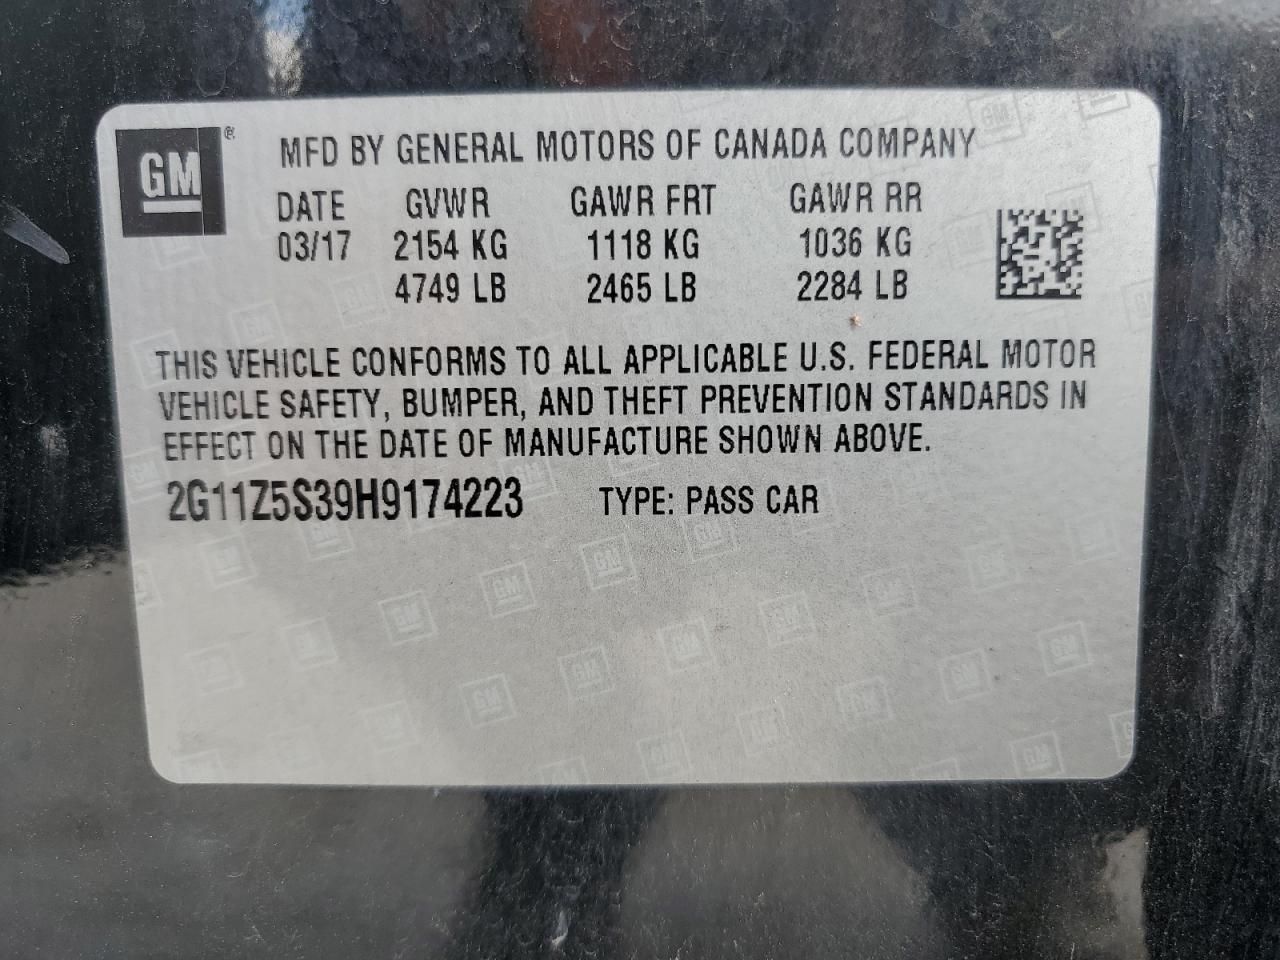 GM ®
MFD BY GENERAL MOTORS OF CANADA COMPANY
DATE GVWR GAWR FRT GAWR RR
03/17 2154 KG 1118 KG 1036 KG
4749 LB 2465 LB 2284 LB
THIS VEHICLE CONFORMS TO ALL APPLICABLE U.S. FEDERAL MOTOR
VEHICLE SAFETY, BUMPER, AND THEFT PREVENTION STANDARDS IN
EFFECT ON THE DATE OF MANUFACTURE SHOWN ABOVE.
2G11Z5S39H9174223 TYPE: PASS CAR